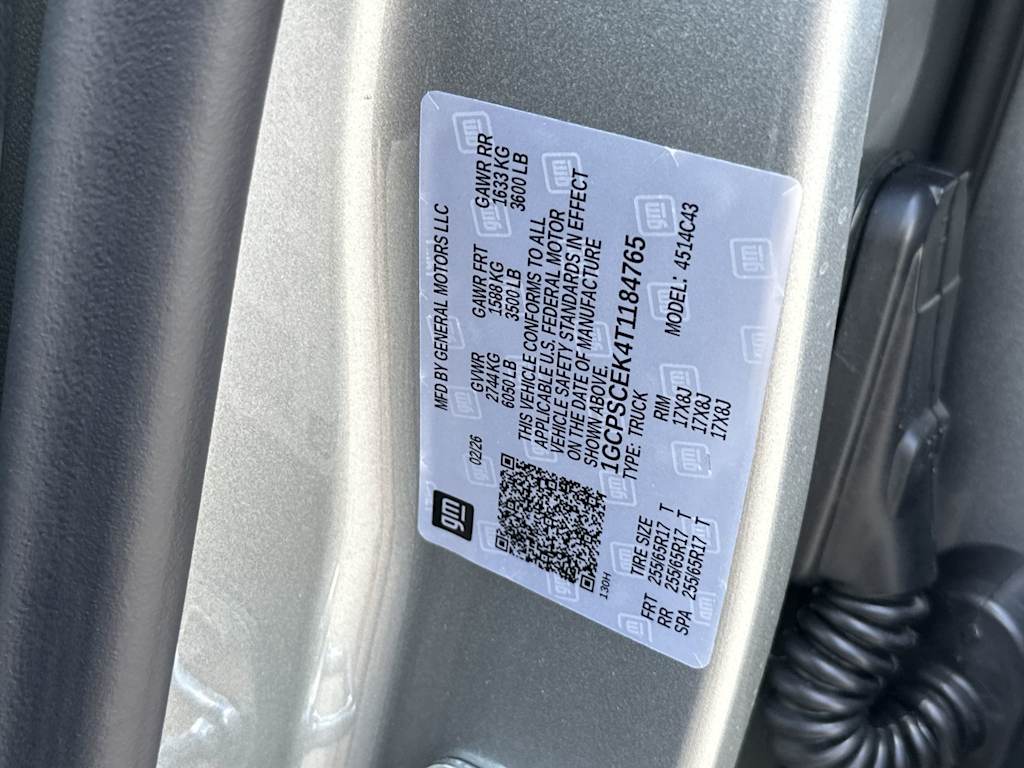 gm
MFD BY GENERAL MOTORS LLC
02/26
GVWR GAWR FRT GAWR RR
2744 KG 1588 KG 1633 KG
6050 LB 3500 LB 3600 LB
THIS VEHICLE CONFORMS TO ALL
APPLICABLE U.S. FEDERAL MOTOR
VEHICLE SAFETY STANDARDS IN EFFECT
ON THE DATE OF MANUFACTURE
SHOWN ABOVE.
1GCPSCEK4T1184765
TYPE: TRUCK MODEL: 4514C43
130H
TIRE SIZE RIM
FRT 255/65R17 T 17X8J
RR 255/65R17 T 17X8J
SPA 255/65R17 T 17X8J